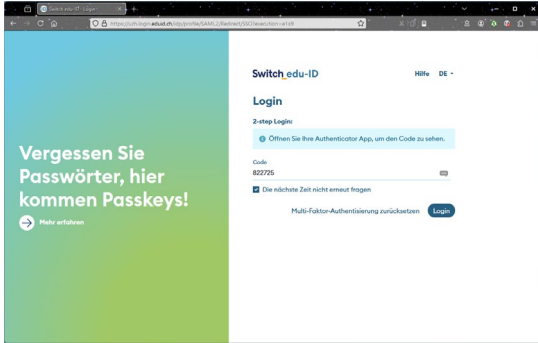 Switch edu-ID - Login
https://uth.login.eduid.ch/idp/profile/SAML2/Redirect/SSO?execution=e1s9
Switch edu-ID
Hilfe
DE
Login
2-step Login:
Öffnen Sie Ihre Authenticator App, um den Code zu sehen.
Code
822725
Die nächste Zeit nicht erneut fragen
Multi-Faktor-Authentisierung zurücksetzen
Login
Vergessen Sie
Passwörter, hier
kommen Passkeys!
Mehr erfahren